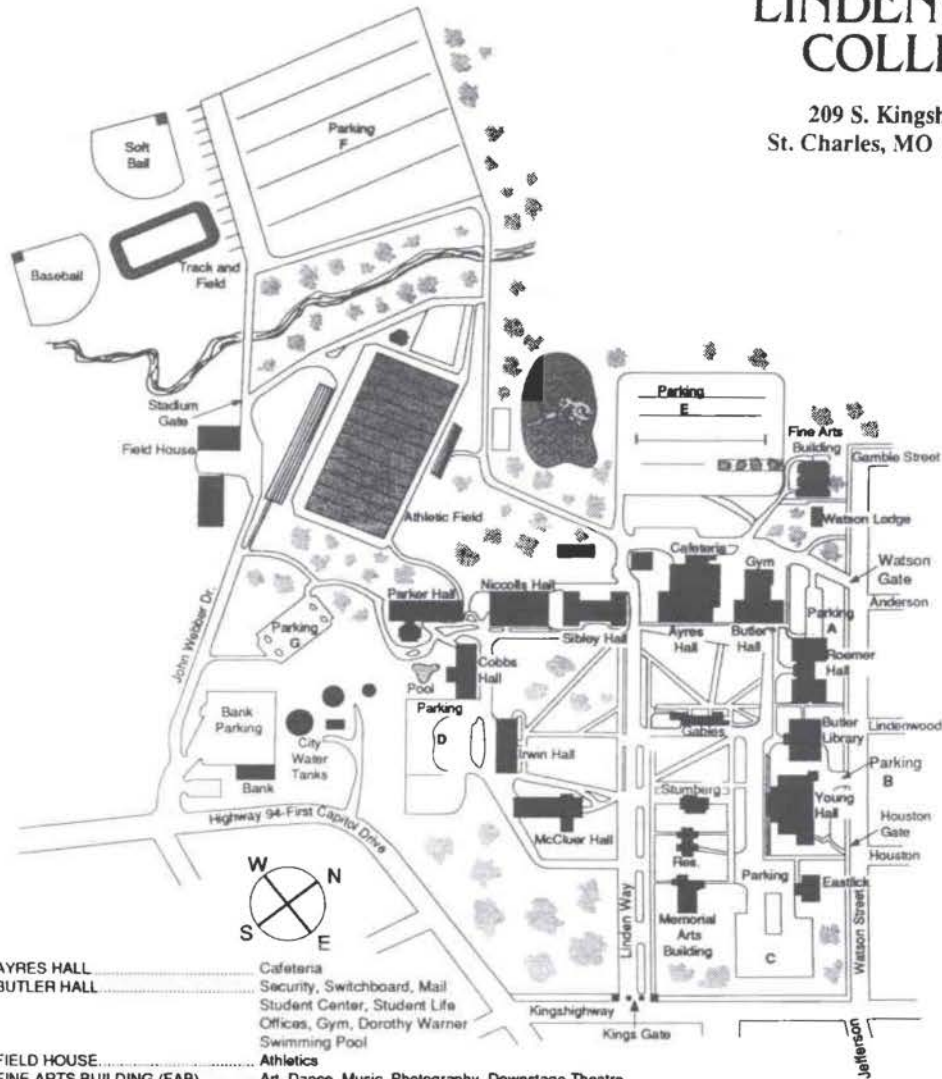 LINDEN
COLLE
209 S. Kingsh
St. Charles, MO
Parking
F
Soft
Ball
Baseball
Track and
Field
Stadium
Gate
Field House
Athletic Field
Parking
E
Fine Arts
Building
Gamble Street
Watson Lodge
Cafeteria
Gym
Watson
Gate
Anderson
Parking
A
Parker Hall
Niccolls Hall
Sibley Hall
Ayres
Hall
Butler
Hall
Roemer
Hall
John Webber Dr.
Parking
G
Cobbs
Hall
Pool
Parking
D
Bank
Parking
City
Water
Tanks
Bank
Irwin Hall
Gables
Butler
Library
Lindenwood
Parking
B
Highway 94-First Capitol Drive
McCluer Hall
Stumberg
Young
Hall
Houston
Gate
Houston
Res.
Parking
C
Eastlick
Memorial
Arts
Building
Linden Way
Watson Street
W
N
S
E
Kingshighway
Kings Gate
Jefferson
AYRES HALL Cafeteria
BUTLER HALL Security, Switchboard, Mail
Student Center, Student Life
Offices, Gym, Dorothy Warner
Swimming Pool
FIELD HOUSE Athletics
FINE ARTS BUILDING (FAB) Art, Dance, Music, Photography, Downstage Theatre